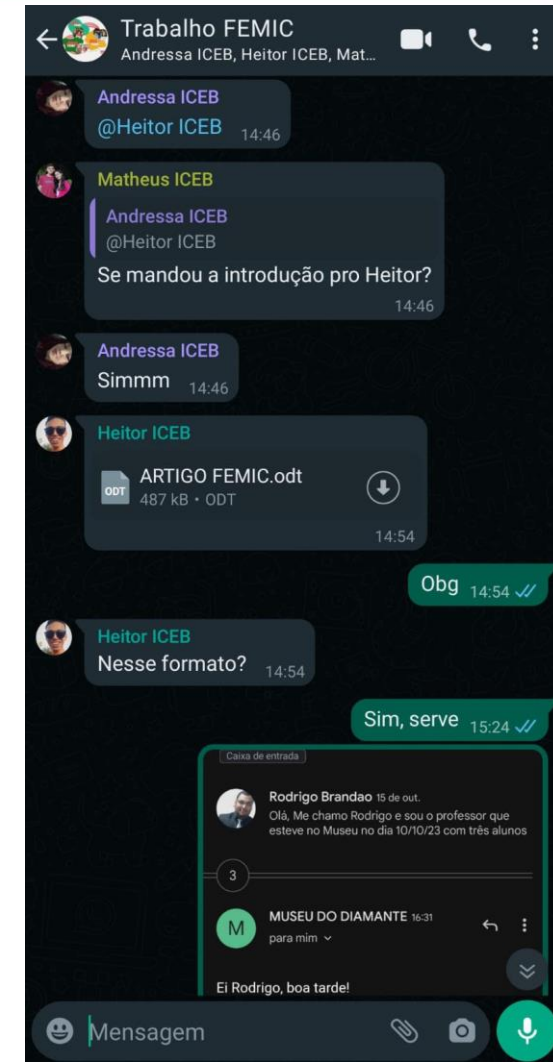 Trabalho FEMIC
Andressa ICEB, Heitor ICEB, Mat...
Andressa ICEB
@Heitor ICEB 14:46
Matheus ICEB
Andressa ICEB
@Heitor ICEB
Se mandou a introdução pro Heitor?
14:46
Andressa ICEB
Simmm 14:46
Heitor ICEB
ODT
ARTIGO FEMIC.odt
487 kB • ODT
14:54
Obg 14:54
Heitor ICEB
Nesse formato? 14:54
Sim, serve 15:24
Caixa de entrada
Rodrigo Brandao 15 de out.
Olá, Me chamo Rodrigo e sou o professor que
esteve no Museu no dia 10/10/23 com três alunos
3
M
MUSEU DO DIAMANTE 16:31
para mim
Ei Rodrigo, boa tarde!
Mensagem